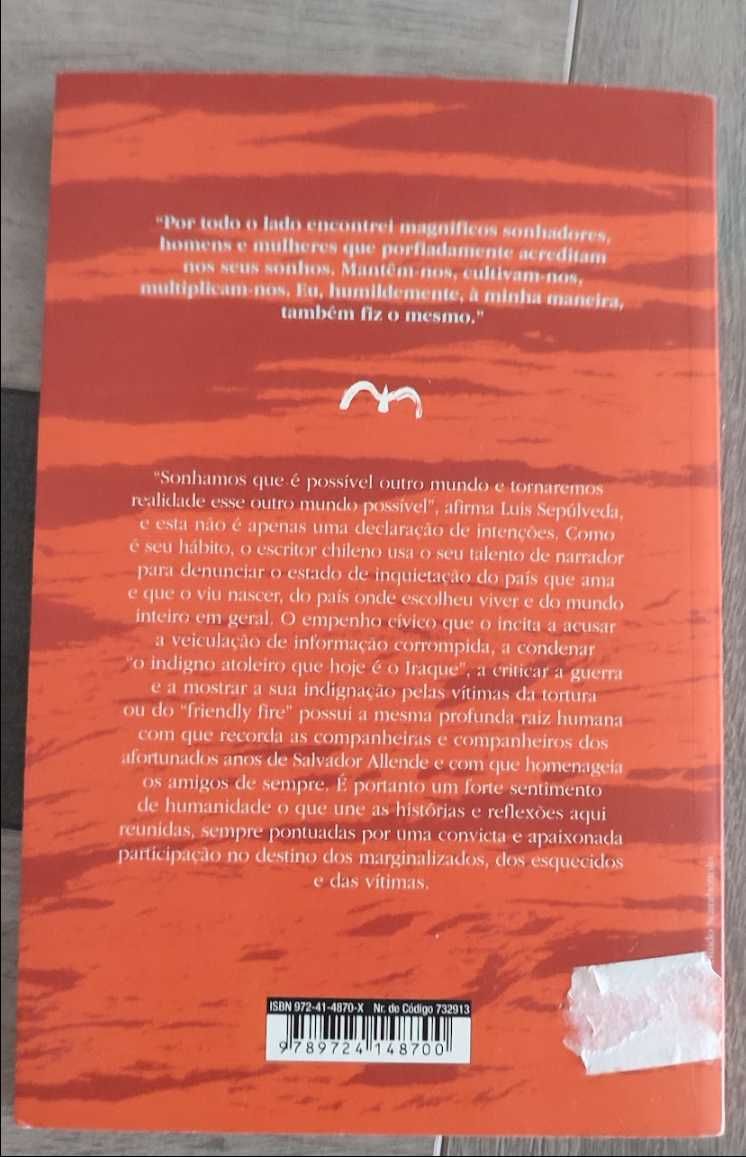 "Por todo o lado encontrei magníficos sonhadores,
homens e mulheres que porfiadamente acreditam
nos seus sonhos. Mantêm-nos, cultivam-nos,
multiplicam-nos. Eu, humildemente, à minha maneira,
também fiz o mesmo."
"Sonhamos que é possível outro mundo e tornaremos
realidade esse outro mundo possível", afirma Luis Sepúlveda,
e esta não é apenas uma declaração de intenções. Como
é seu hábito, o escritor chileno usa o seu talento de narrador
para denunciar o estado de inquietação do país que ama
e que o viu nascer, do país onde escolheu viver e do mundo
inteiro em geral. O empenho cívico que o incita a acusar
a veiculação de informação corrompida, a condenar
"o indigno atoleiro que hoje é o Iraque", a criticar a guerra
e a mostrar a sua indignação pelas vítimas da tortura
ou do "friendly fire" possui a mesma profunda raiz humana
com que recorda as companheiras e companheiros dos
afortunados anos de Salvador Allende e com que homenageia
os amigos de sempre. É portanto um forte sentimento
de humanidade o que une as histórias e reflexões aqui
reunidas, sempre pontuadas por uma convicta e apaixonada
participação no destino dos marginalizados, dos esquecidos
e das vítimas.
ISBN 972-41-4870-X Nr. de Código 732913
9789724148700